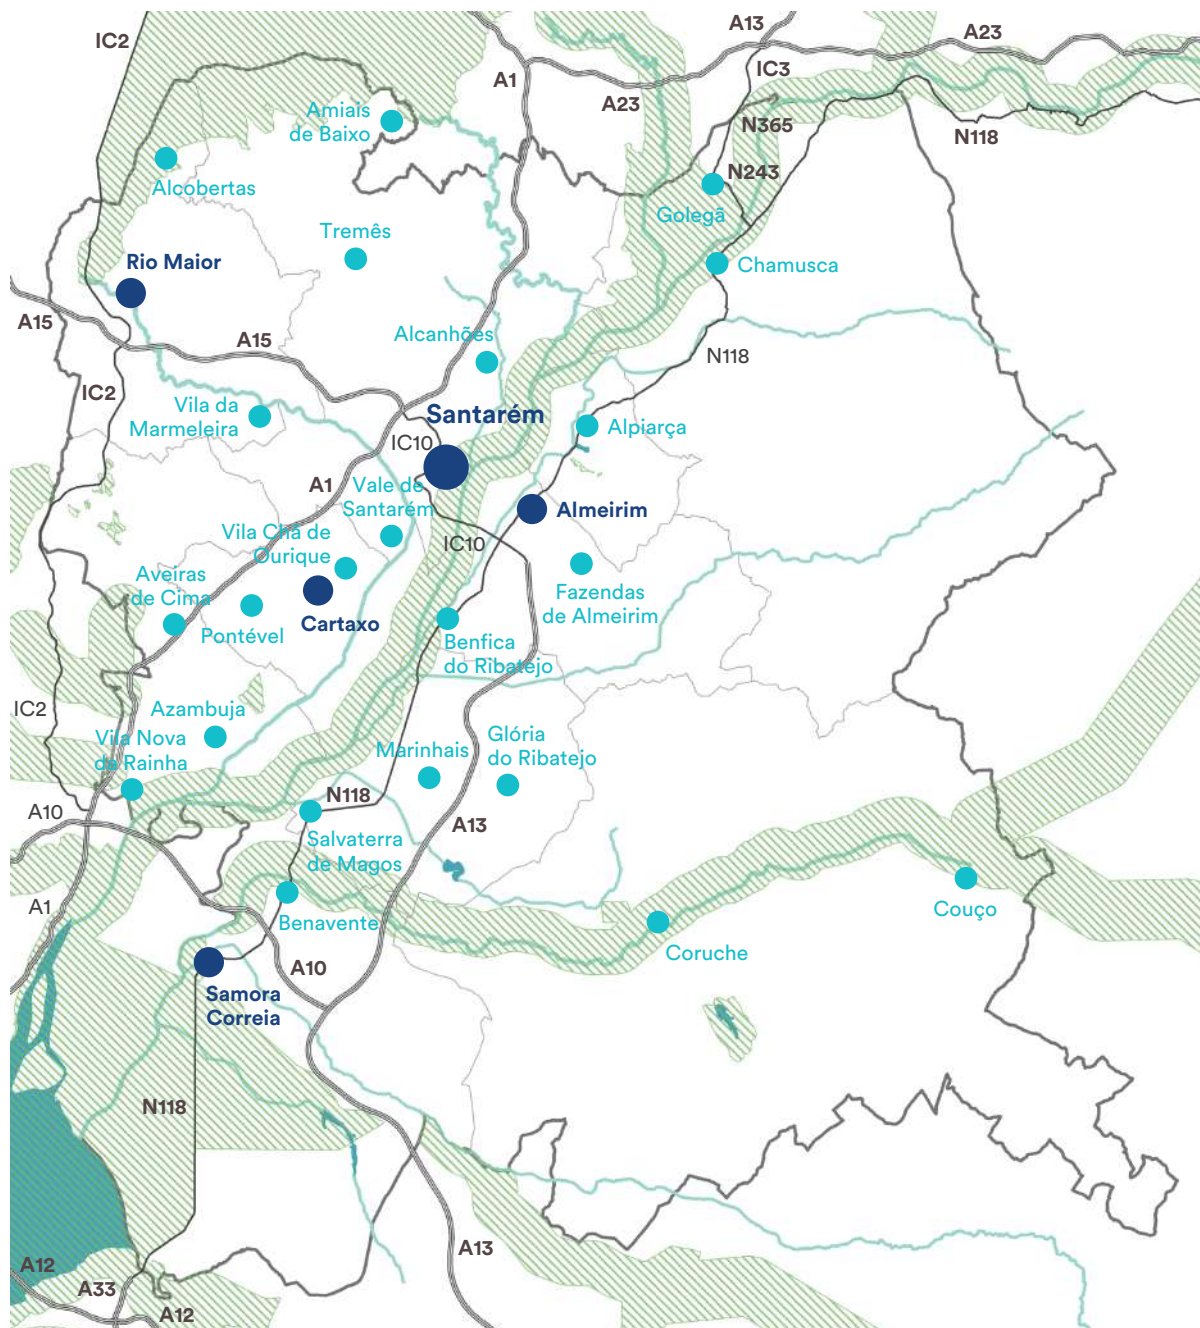 A13
A23
IC2
A1
IC3
A23
Amiais
de Baixo
N365
N118
N243
Alcobertas
Golegã
Tremês
Rio Maior
Chamusca
A15
A15
Alcanhões
N118
IC2
Vila da
Marmeleira
Santarém
Alpiarça
IC10
A1
Vale de
Santarém
Almeirim
Vila Chã de
Ourique
IC10
Aveiras
de Cima
Fazendas
de Almeirim
Cartaxo
Pontével
Benfica
do Ribatejo
IC2
Azambuja
Vila Nova
da Rainha
Marinhais
Glória
do Ribatejo
N118
A10
A13
Salvaterra
de Magos
A1
Benavente
Couço
Coruche
A10
Samora
Correia
N118
A13
A12
A33
A12